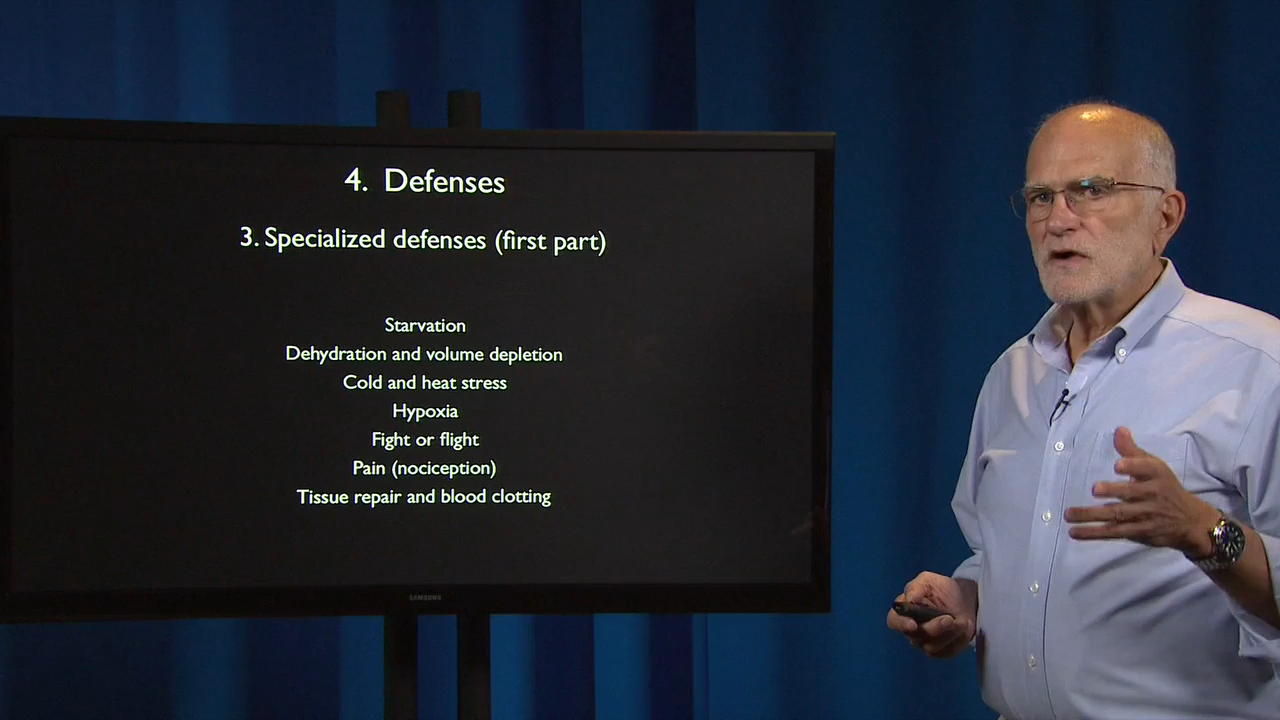 4. Defenses
3. Specialized defenses (first part)
Starvation
Dehydration and volume depletion
Cold and heat stress
Hypoxia
Fight or flight
Pain (nociception)
Tissue repair and blood clotting
SAMSUNG